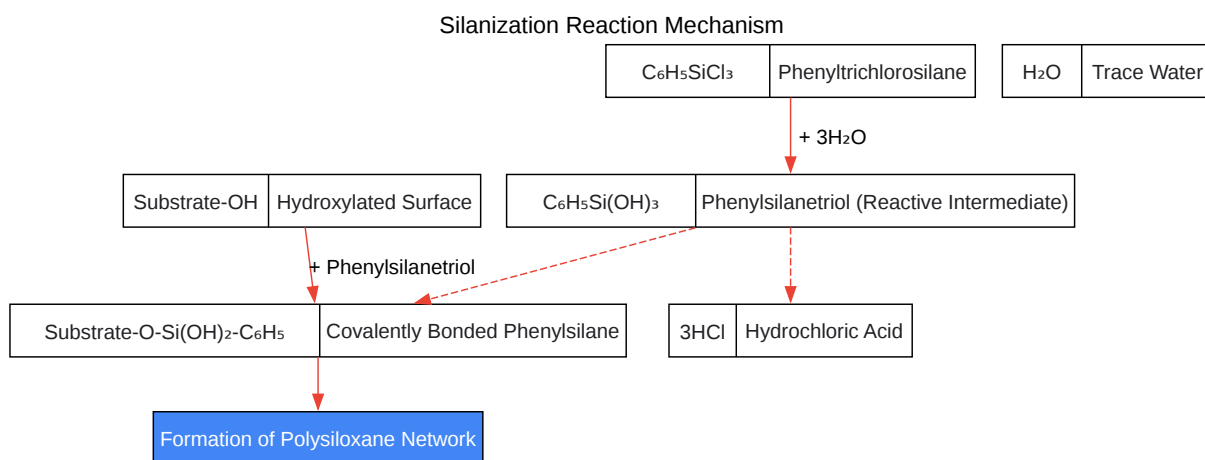 Silanization Reaction Mechanism
C₆H₅SiCl₃ Phenyltrichlorosilane H₂O Trace Water
+ 3H₂O
Substrate-OH Hydroxylated Surface C₆H₅Si(OH)₃ Phenylsilanetriol (Reactive Intermediate)
+ Phenylsilanetriol
Substrate-O-Si(OH)₂-C₆H₅ Covalently Bonded Phenylsilane 3HCl Hydrochloric Acid
Formation of Polysiloxane Network